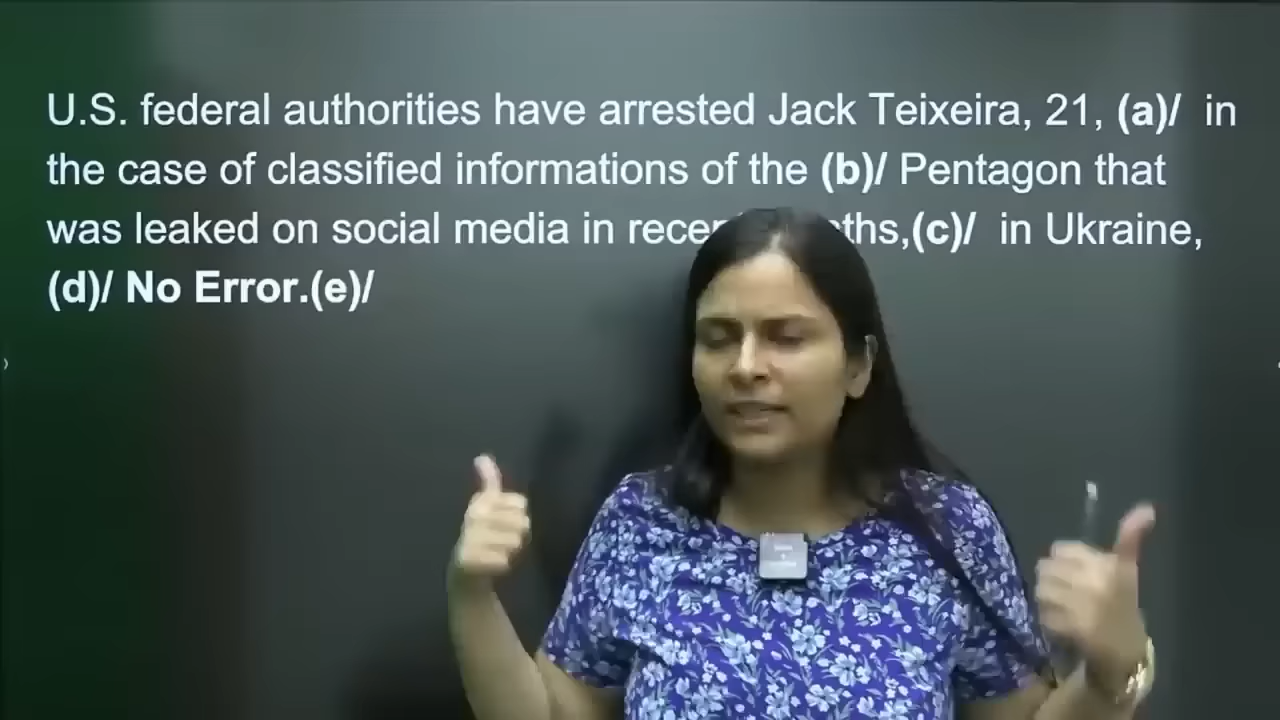 U.S. federal authorities have arrested Jack Teixeira, 21, (a)/ in
the case of classified informations of the (b)/ Pentagon that
was leaked on social media in (c)/ in Ukraine,
(d)/ No Error.(e)/